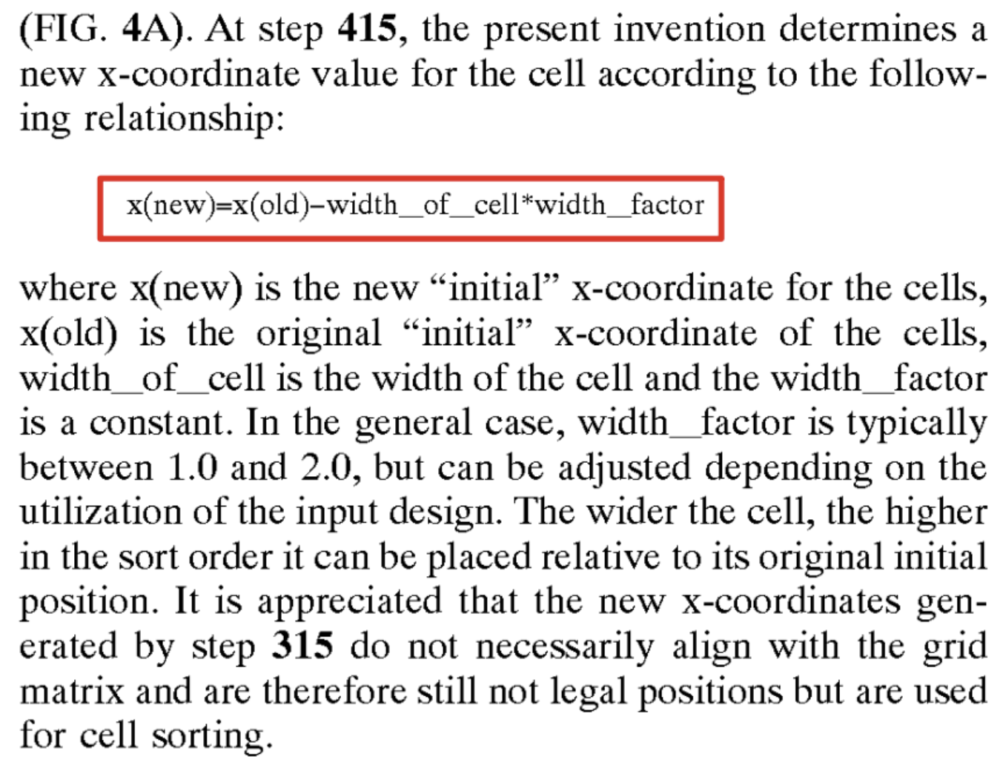 (FIG. 4A). At step 415, the present invention determines a
new x-coordinate value for the cell according to the follow-
ing relationship:
x(new)=x(old)–width_of_cell*width_factor
where x(new) is the new “initial” x-coordinate for the cells,
x(old) is the original “initial” x-coordinate of the cells,
width_of_cell is the width of the cell and the width_factor
is a constant. In the general case, width_factor is typically
between 1.0 and 2.0, but can be adjusted depending on the
utilization of the input design. The wider the cell, the higher
in the sort order it can be placed relative to its original initial
position. It is appreciated that the new x-coordinates gen-
erated by step 315 do not necessarily align with the grid
matrix and are therefore still not legal positions but are used
for cell sorting.